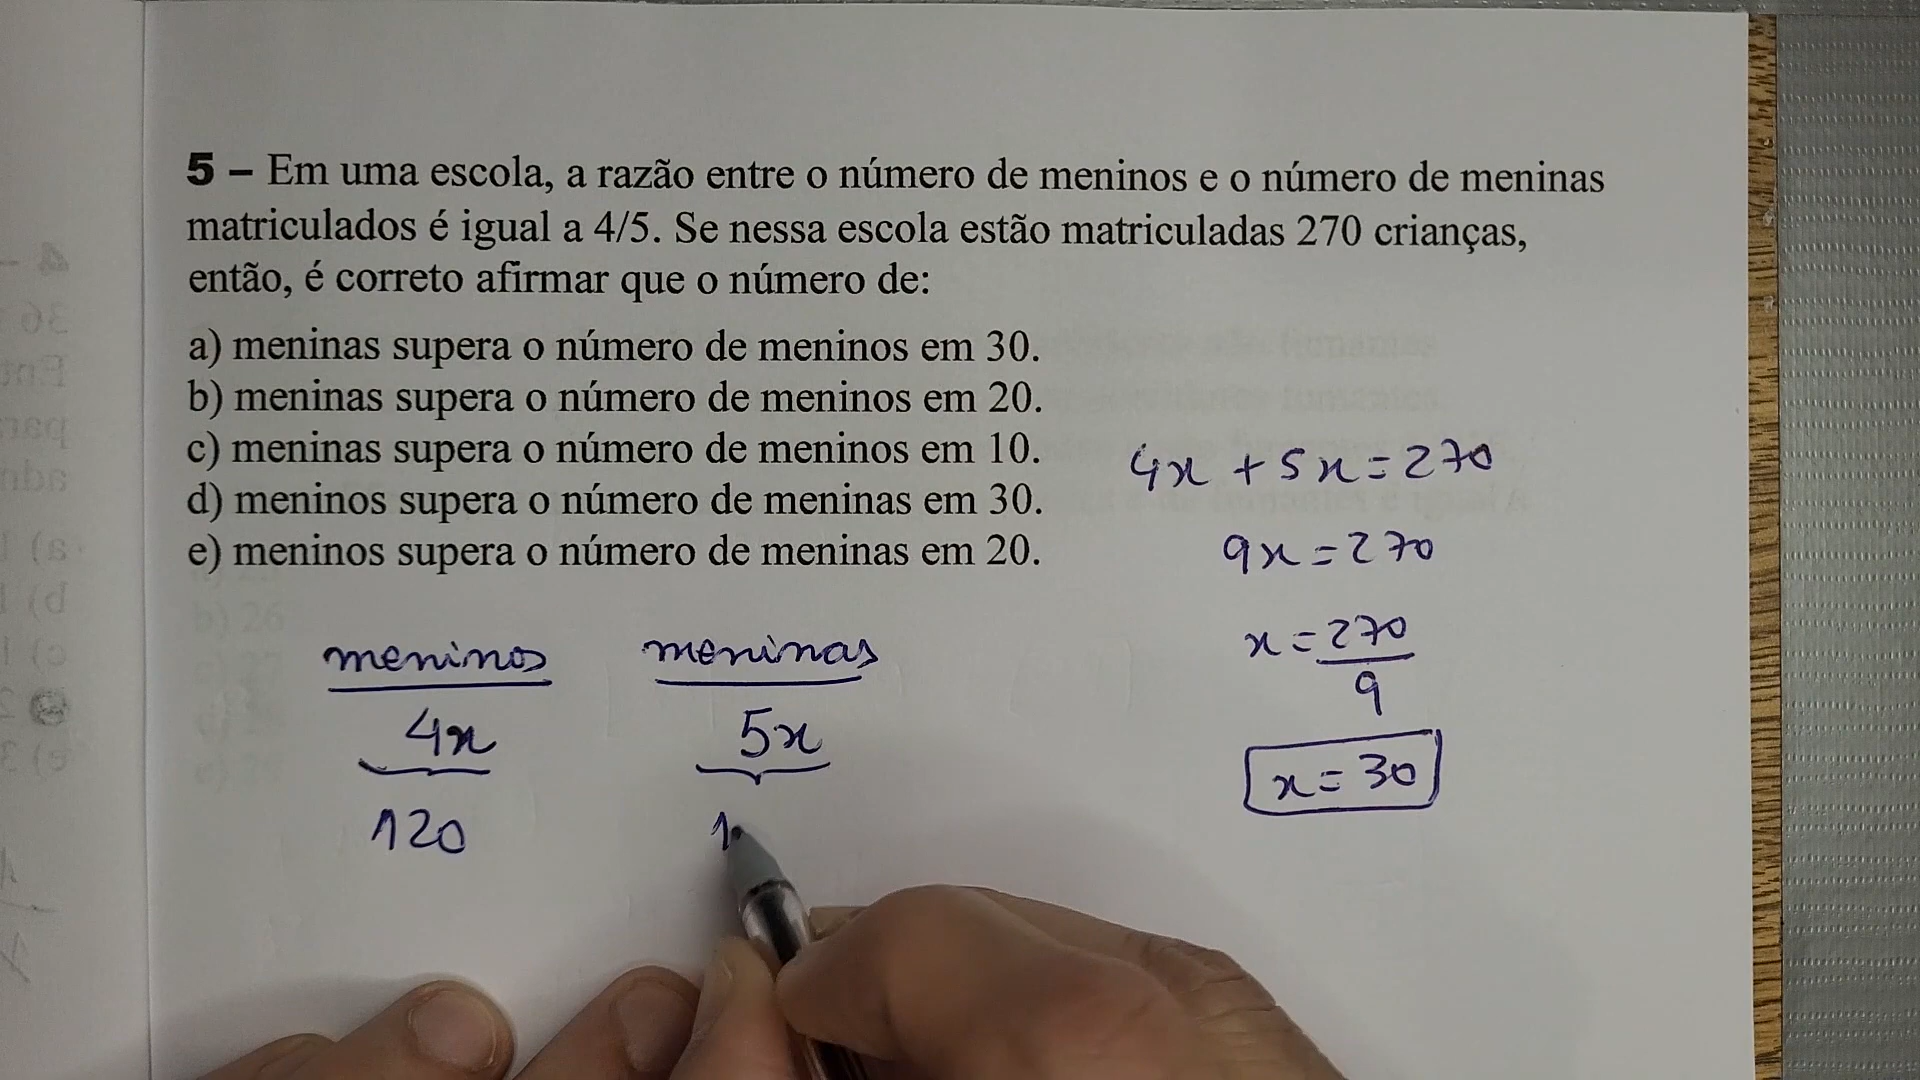 5 – Em uma escola, a razão entre o número de meninos e o número de meninas
matriculados é igual a 4/5. Se nessa escola estão matriculadas 270 crianças,
então, é correto afirmar que o número de:
a) meninas supera o número de meninos em 30.
b) meninas supera o número de meninos em 20.
c) meninas supera o número de meninos em 10.
d) meninos supera o número de meninas em 30.
e) meninos supera o número de meninas em 20.
4x + 5x = 270
9x = 270
x = 270
9
x = 30
meninos meninas
4x 5x
120 1